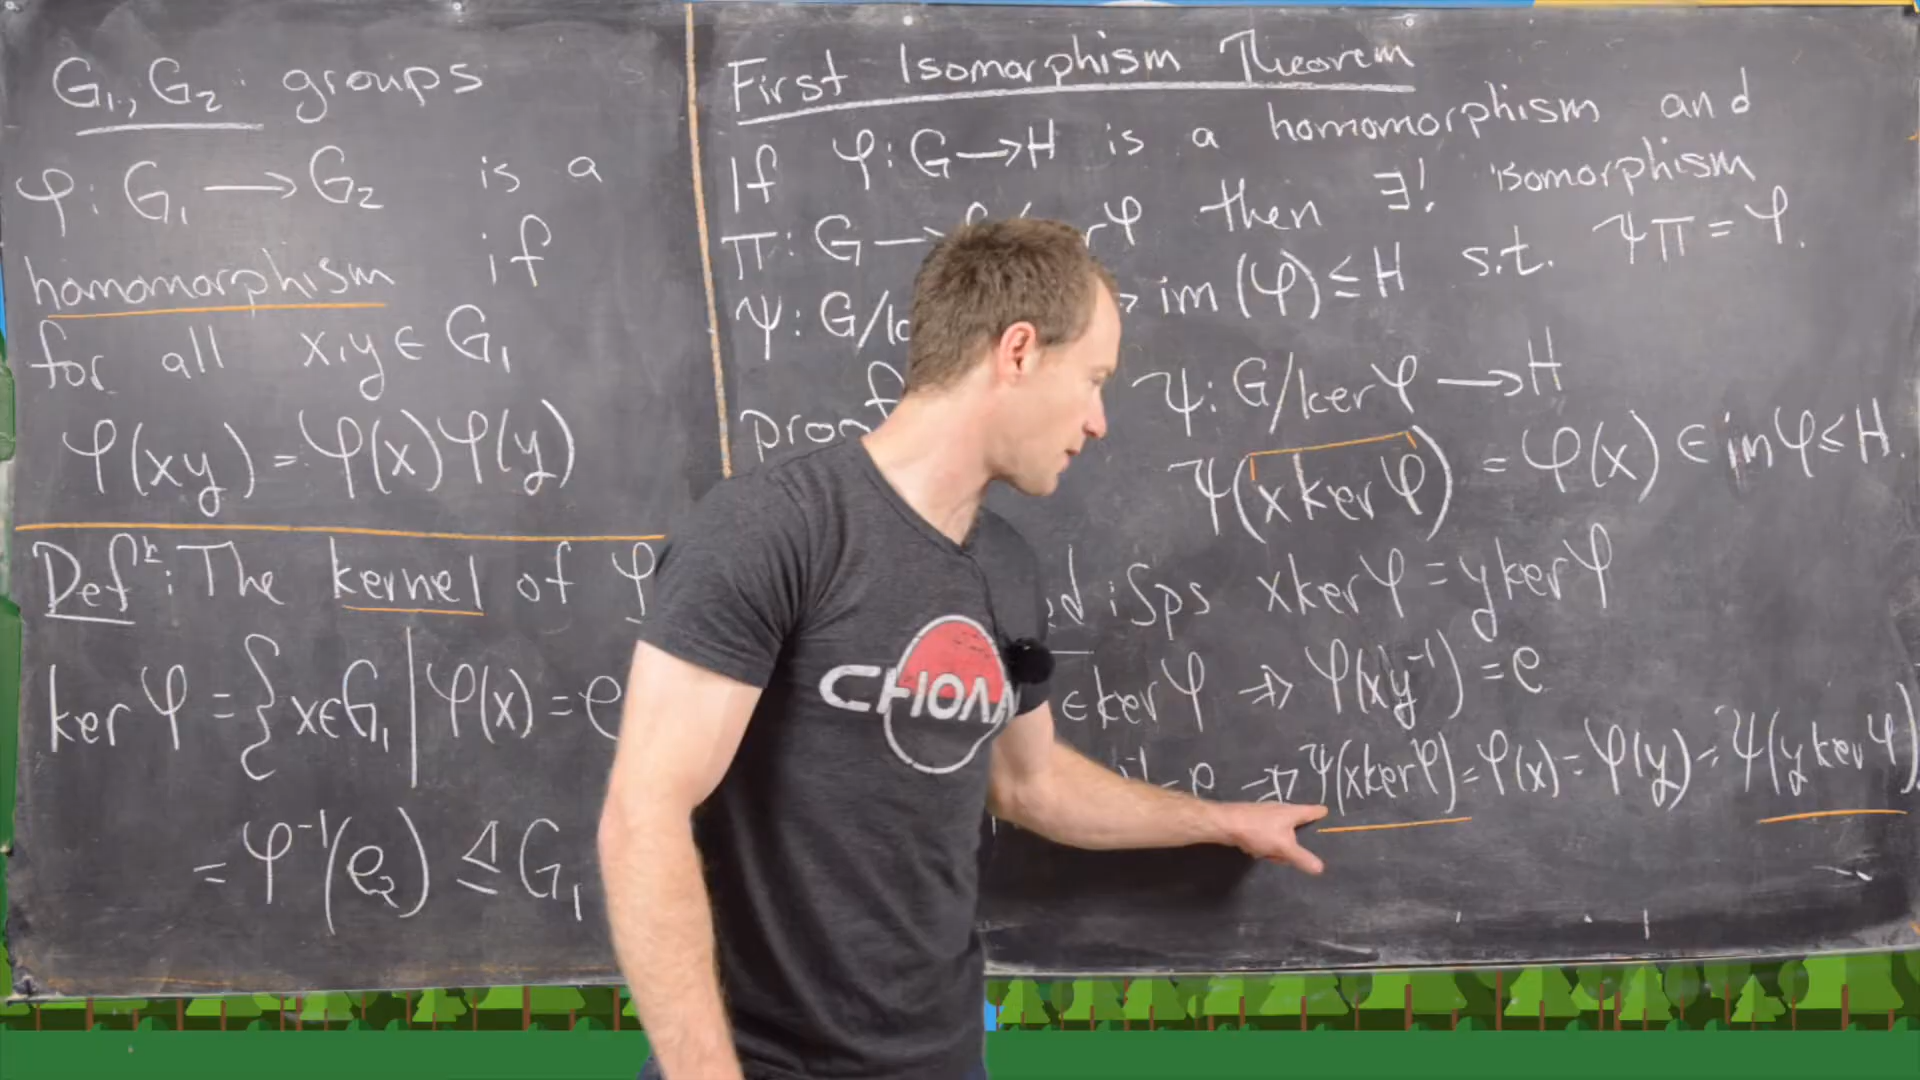 G₁, G₂ groups
φ: G₁ → G₂ is a
homomorphism if
for all x,y ∈ G₁
φ(xy) = φ(x)φ(y)
Defⁿ: The kernel of φ
ker φ = { x∈G₁ | φ(x) = e
= φ⁻¹(e₂) ⊴ G₁
First Isomorphism Theorem
If φ: G → H is a homomorphism and
π: G → φ then ∃! isomorphism
ψ: G/ im(φ) ≤ H s.t. ψπ = φ.
proof ψ: G/ker φ → H
ψ(x ker φ) = φ(x) ∈ im φ ≤ H.
Sps x ker φ = y ker φ
∈ ker φ ⇒ φ(xy⁻¹) = e
= e ⇒ ψ(x ker φ) = φ(x) = φ(y) = ψ(y ker φ)